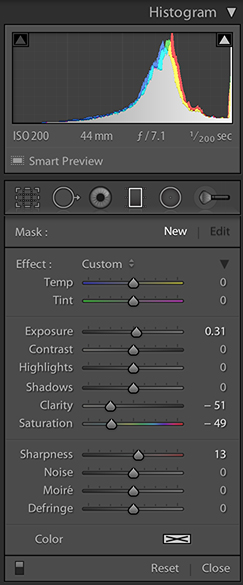 Histogram
ISO 200 44 mm ƒ / 7.1 1/200 sec
Smart Preview
Mask : New Edit
Effect : Custom
Temp 0
Tint 0
Exposure 0.31
Contrast 0
Highlights 0
Shadows 0
Clarity – 51
Saturation – 49
Sharpness 13
Noise 0
Moiré 0
Defringe 0
Color
Reset Close